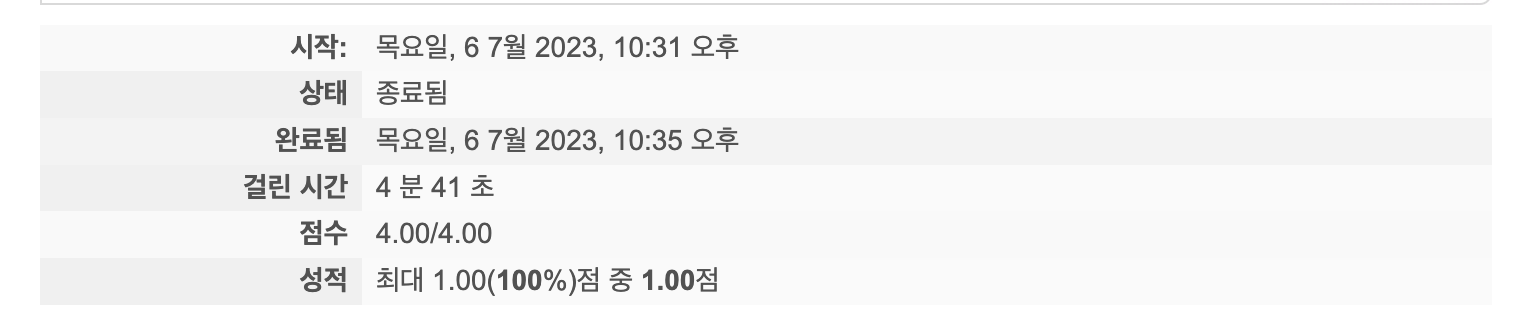 시작: 목요일, 6 7월 2023, 10:31 오후
상태 종료됨
완료됨 목요일, 6 7월 2023, 10:35 오후
걸린 시간 4 분 41 초
점수 4.00/4.00
성적 최대 1.00(100%)점 중 1.00점